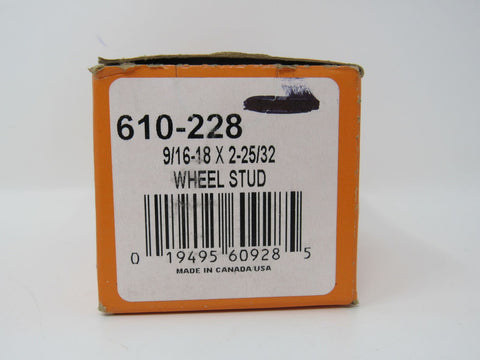 610-228
9/16-18 X 2-25/32
WHEEL STUD
0 19495 60928 5
MADE IN CANADA/USA